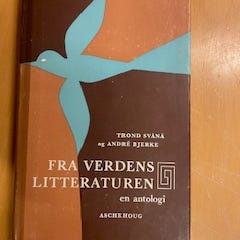 TROND SVÅNÅ
og ANDRÉ BJERKE
FRA VERDENS
LITTERATUREN
en antologi
ASCHEHOUG